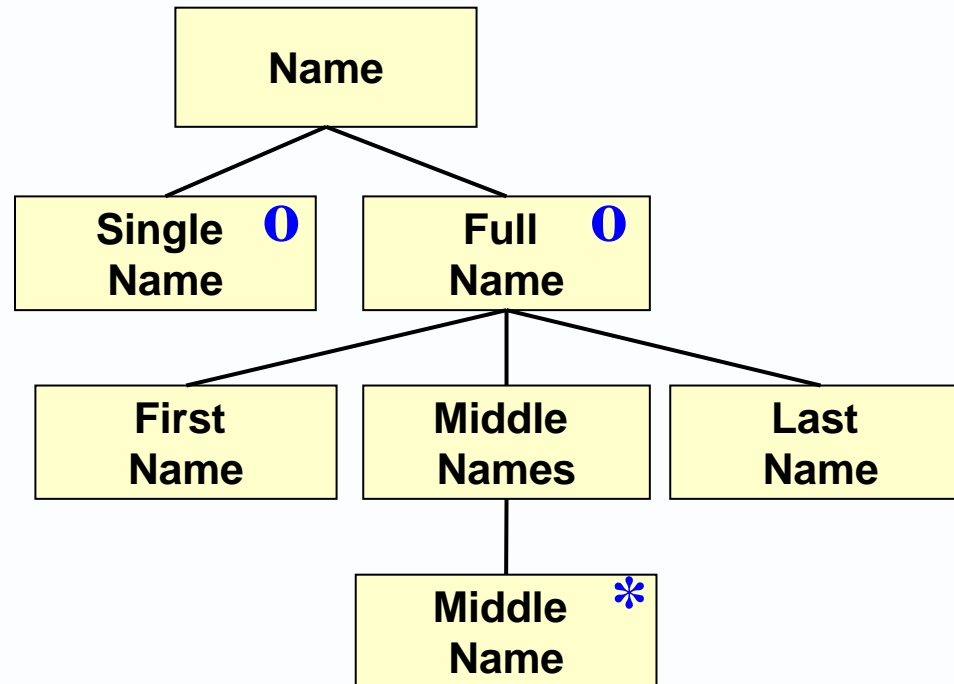 Name
Single o
Name
Full o
Name
First
Name
Middle
Names
Last
Name
Middle *
Name